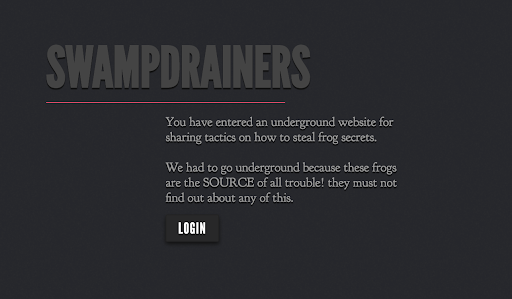 SWAMPDRAINERS
You have entered an underground website for
sharing tactics on how to steal frog secrets.
We had to go underground because these frogs
are the SOURCE of all trouble! they must not
find out about any of this.
LOGIN